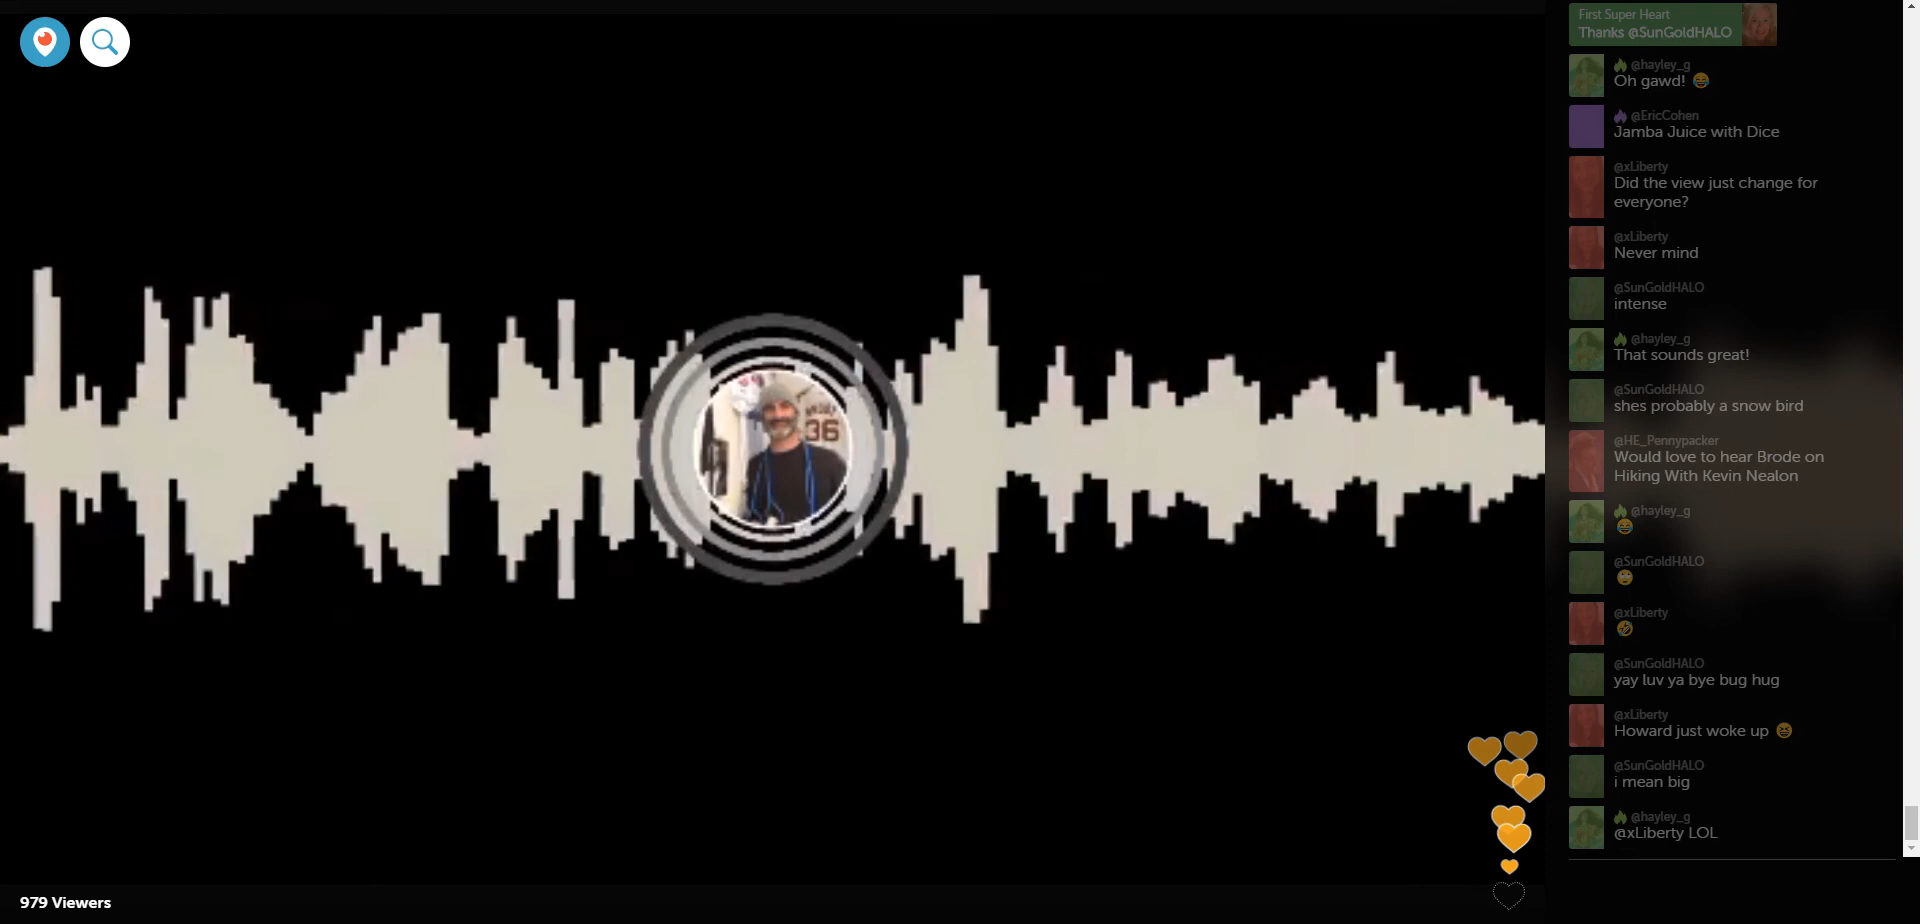 First Super Heart
Thanks @SunGoldHALO
@hayley_g
Oh gawd! 😂
@EricCohen
Jamba Juice with Dice
@xLiberty
Did the view just change for
everyone?
@xLiberty
Never mind
@SunGoldHALO
intense
@hayley_g
That sounds great!
@SunGoldHALO
shes probably a snow bird
@HE_Pennypacker
Would love to hear Brode on
Hiking With Kevin Nealon
@hayley_g
😂
@SunGoldHALO
🙄
@xLiberty
🤣
@SunGoldHALO
yay luv ya bye bug hug
@xLiberty
Howard just woke up 😆
@SunGoldHALO
i mean big
@hayley_g
@xLiberty LOL
36
979 Viewers